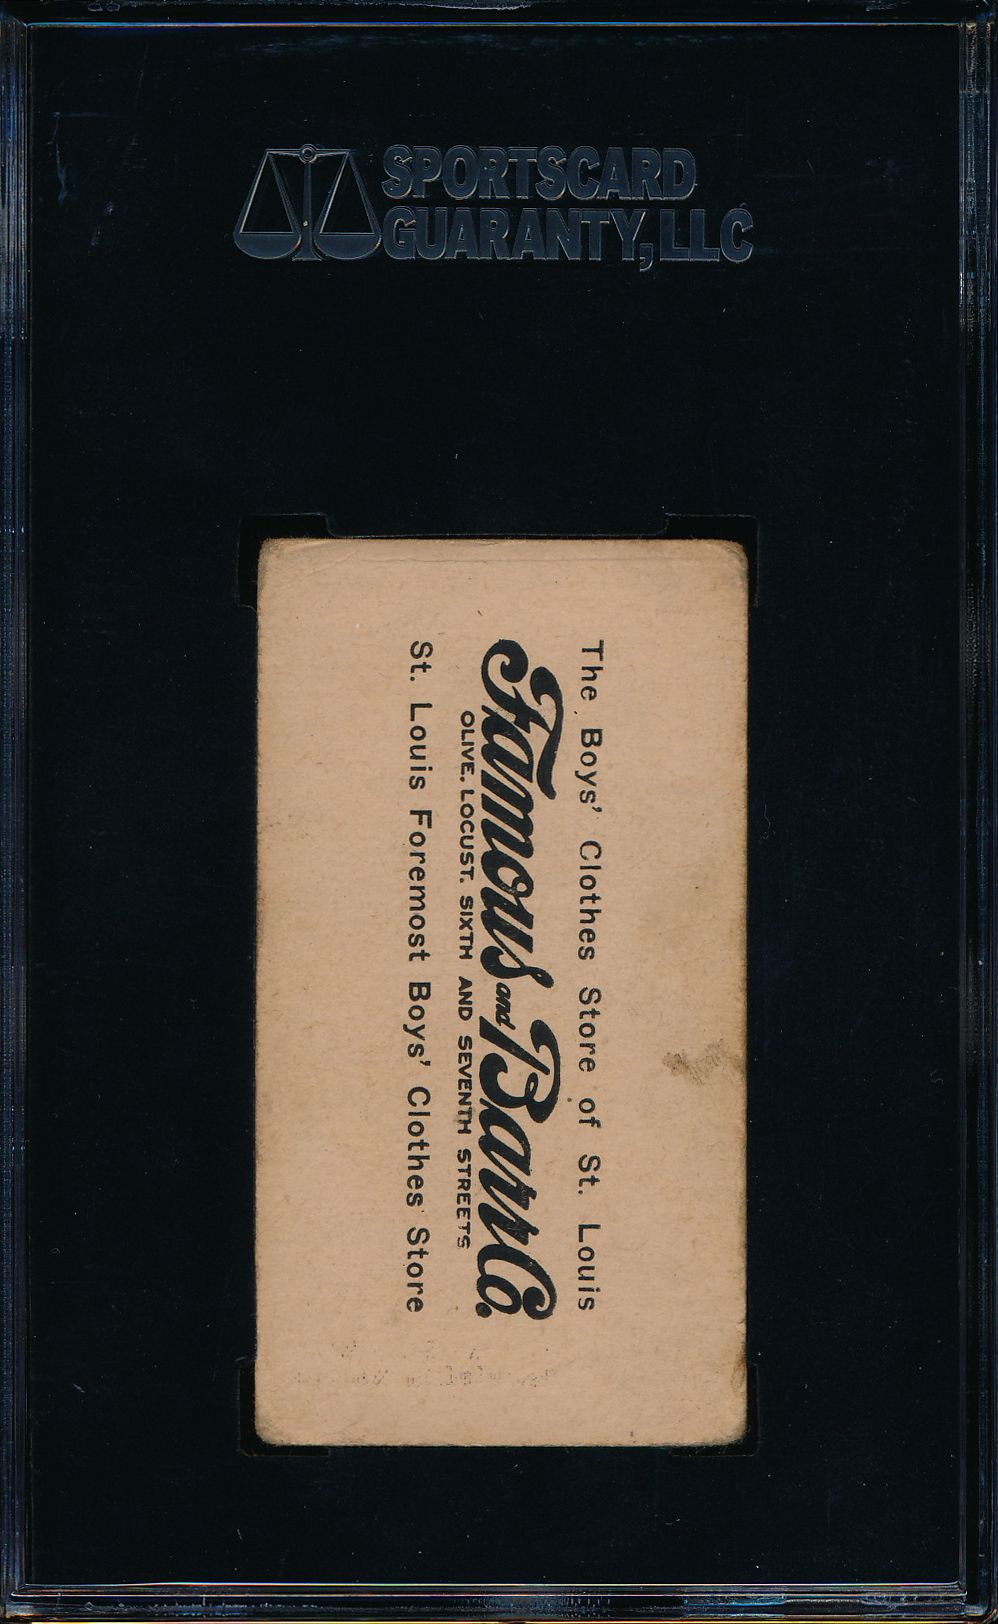 SPORTSCARD
GUARANTY, LLC
The Boys' Clothes Store of St. Louis
Famous and Barr Co.
OLIVE, LOCUST, SIXTH AND SEVENTH STREETS
St. Louis Foremost Boys' Clothes Store